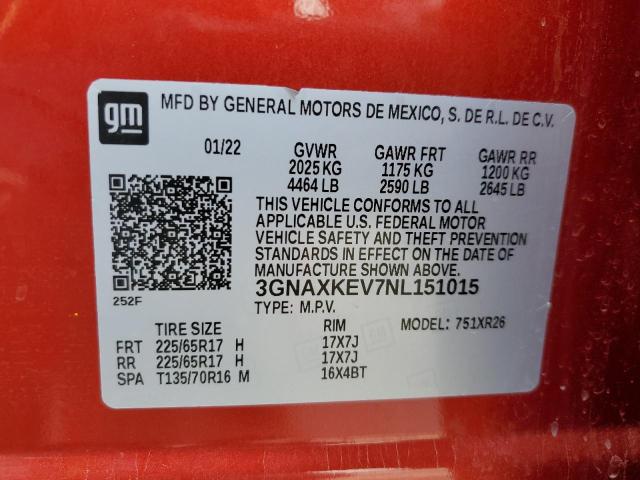 gm
MFD BY GENERAL MOTORS DE MEXICO, S. DE R.L. DE C.V.
01/22 GVWR GAWR FRT GAWR RR
2025 KG 1175 KG 1200 KG
4464 LB 2590 LB 2645 LB
THIS VEHICLE CONFORMS TO ALL
APPLICABLE U.S. FEDERAL MOTOR
VEHICLE SAFETY AND THEFT PREVENTION
STANDARDS IN EFFECT ON THE DATE OF
MANUFACTURE SHOWN ABOVE.
252F
3GNAXKEV7NL151015
TYPE: M.P.V.
TIRE SIZE RIM MODEL: 751XR26
FRT 225/65R17 H 17X7J
RR 225/65R17 H 17X7J
SPA T135/70R16 M 16X4BT